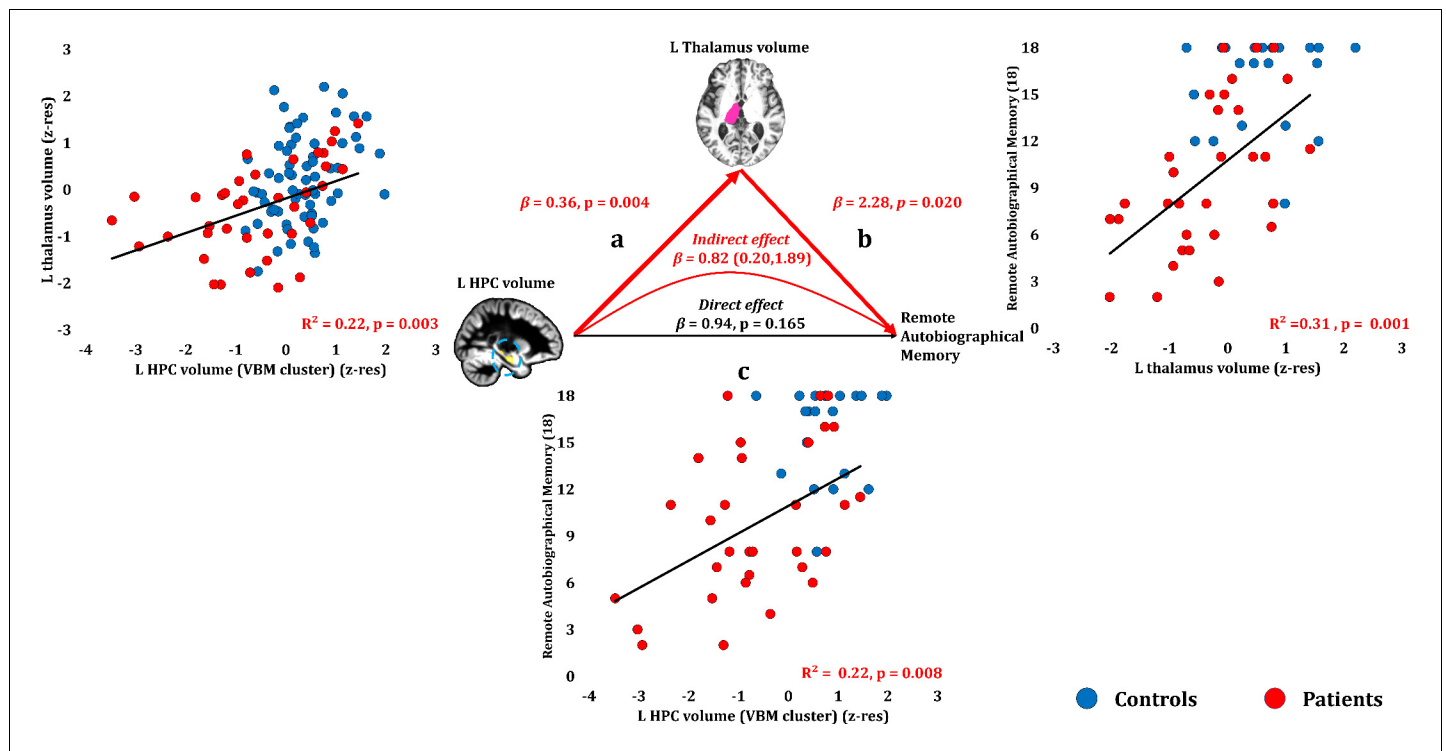 3
2
1
0
-1
-2
-3
L thalamus volume (z-res)
R² = 0.22, p = 0.003
-4 -3 -2 -1 0 1 2 3
L HPC volume (VBM cluster) (z-res)
L Thalamus volume
β = 0.36, p = 0.004
a
β = 2.28, p = 0.020
b
Indirect effect
β = 0.82 (0.20,1.89)
L HPC volume
Direct effect
β = 0.94, p = 0.165
Remote
Autobiographical
Memory
c
18
15
12
9
6
3
0
Remote Autobiographical Memory (18)
R² =0.31 , p = 0.001
-3 -2 -1 0 1 2 3
L thalamus volume (z-res)
18
15
12
9
6
3
0
Remote Autobiographical Memory (18)
R² = 0.22, p = 0.008
-4 -3 -2 -1 0 1 2 3
L HPC volume (VBM cluster) (z-res)
Controls
Patients